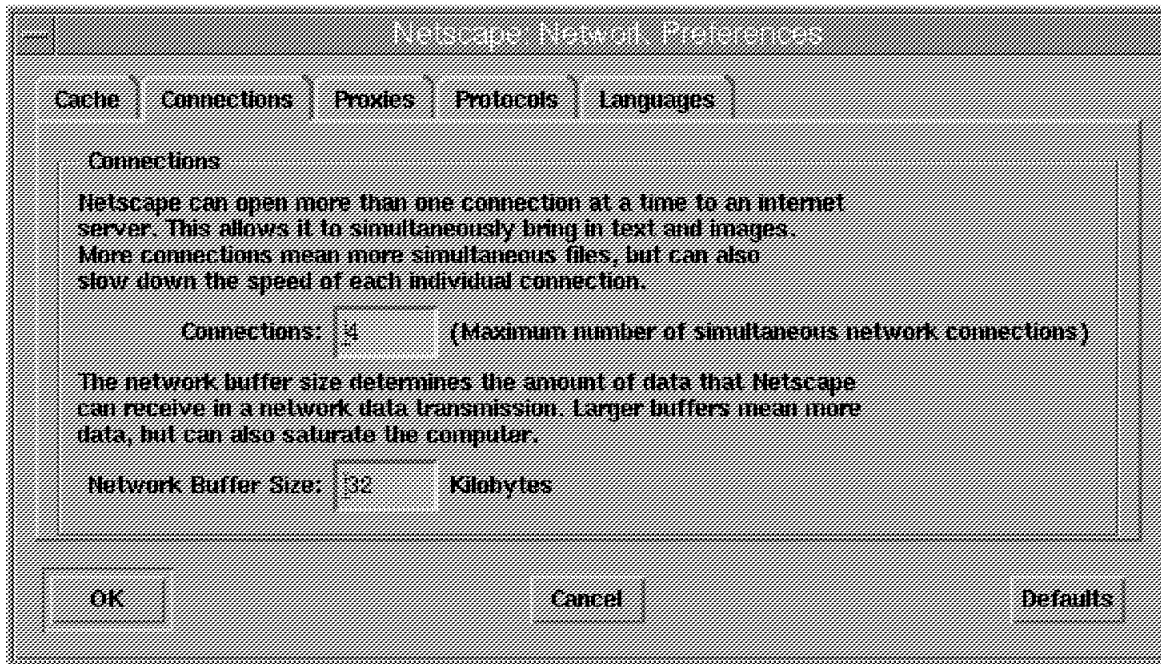 Netscape: Network Preferences
Cache Connections Proxies Protocols Languages
Connections
Netscape can open more than one connection at a time to an internet
server. This allows it to simultaneously bring in text and images.
More connections mean more simultaneous files, but can also
slow down the speed of each individual connection.
Connections: 4 (Maximum number of simultaneous network connections)
The network buffer size determines the amount of data that Netscape
can receive in a network data transmission. Larger buffers mean more
data, but can also saturate the computer.
Network Buffer Size: 32 Kilobytes
OK Cancel Defaults